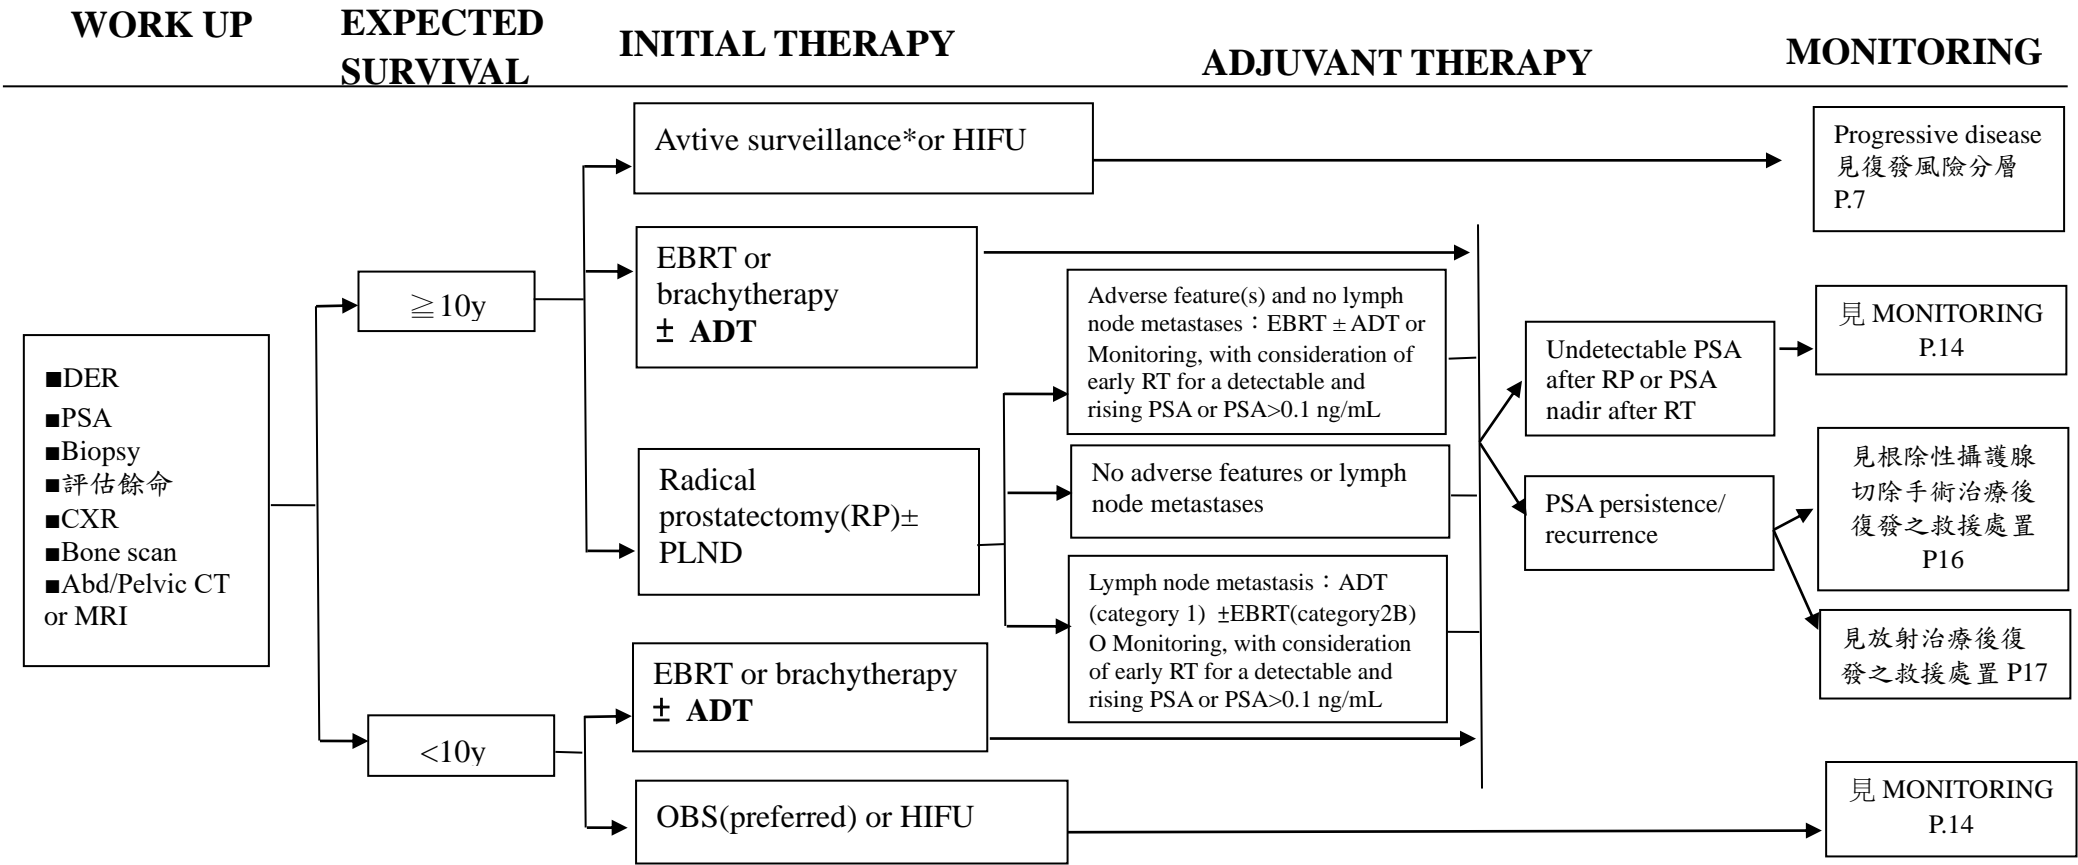 WORK UP
EXPECTED
SURVIVAL
INITIAL THERAPY
ADJUVANT THERAPY
MONITORING
■DER
■PSA
■Biopsy
■評估餘命
■CXR
■Bone scan
■Abd/Pelvic CT
or MRI
≧10y
<10y
Avtive surveillance*or HIFU
EBRT or
brachytherapy
± ADT
Radical
prostatectomy(RP)±
PLND
EBRT or brachytherapy
± ADT
OBS(preferred) or HIFU
Adverse feature(s) and no lymph
node metastases：EBRT ± ADT or
Monitoring, with consideration of
early RT for a detectable and
rising PSA or PSA>0.1 ng/mL
No adverse features or lymph
node metastases
Lymph node metastasis：ADT
(category 1) ±EBRT(category2B)
O Monitoring, with consideration
of early RT for a detectable and
rising PSA or PSA>0.1 ng/mL
Undetectable PSA
after RP or PSA
nadir after RT
PSA persistence/
recurrence
Progressive disease
見復發風險分層
P.7
見 MONITORING
P.14
見根除性攝護腺
切除手術治療後
復發之救援處置
P16
見放射治療後復
發之救援處置 P17
見 MONITORING
P.14